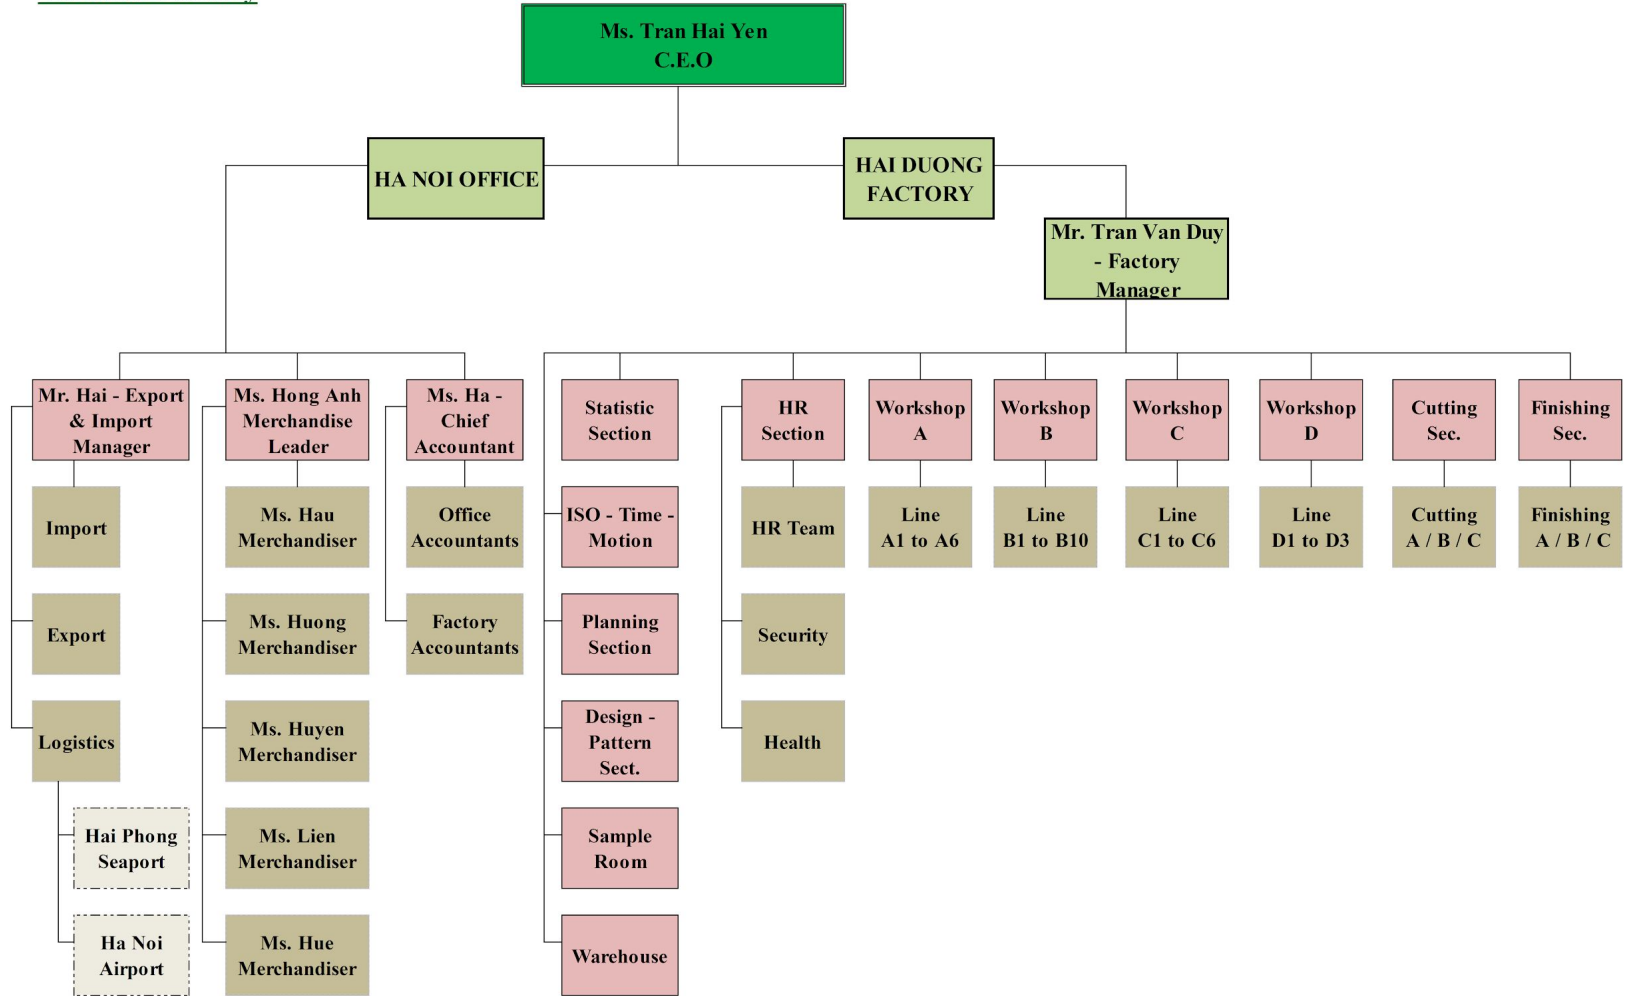 Ms. Tran Hai Yen
C.E.O
HA NOI OFFICE
HAI DUONG
FACTORY
Mr. Tran Van Duy
- Factory
Manager
Mr. Hai - Export
& Import
Manager
Ms. Hong Anh
Merchandise
Leader
Ms. Ha -
Chief
Accountant
Statistic
Section
HR
Section
Workshop
A
Workshop
B
Workshop
C
Workshop
D
Cutting
Sec.
Finishing
Sec.
Import
Ms. Hau
Merchandiser
Office
Accountants
ISO - Time -
Motion
HR Team
Line
A1 to A6
Line
B1 to B10
Line
C1 to C6
Line
D1 to D3
Cutting
A / B / C
Finishing
A / B / C
Export
Ms. Huong
Merchandiser
Factory
Accountants
Planning
Section
Security
Logistics
Ms. Huyen
Merchandiser
Design -
Pattern
Sect.
Health
Hai Phong
Seaport
Ms. Lien
Merchandiser
Sample
Room
Ha Noi
Airport
Ms. Hue
Merchandiser
Warehouse